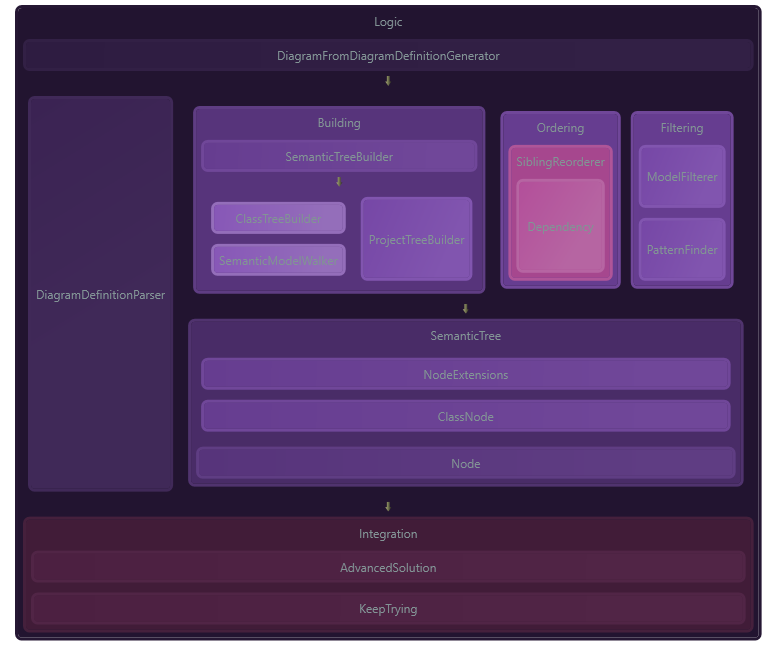 Logic
DiagramFromDiagramDefinitionGenerator
DiagramDefinitionParser
Building
SemanticTreeBuilder
ClassTreeBuilder
SemanticModelWalker
ProjectTreeBuilder
Ordering
SiblingReorderer
Dependency
Filtering
ModelFilterer
PatternFinder
SemanticTree
NodeExtensions
ClassNode
Node
Integration
AdvancedSolution
KeepTrying